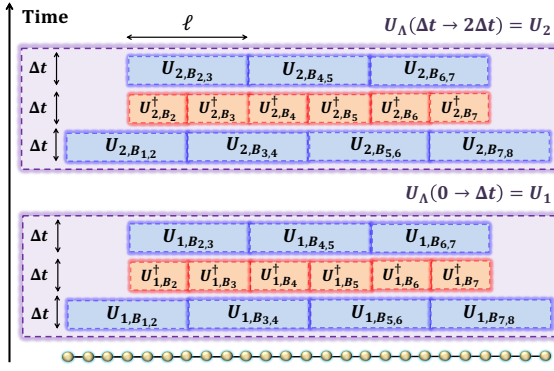 Time
ℓ
U_Λ(Δt → 2Δt) = U_2
Δt U_{2,B_{2,3}} U_{2,B_{4,5}} U_{2,B_{6,7}}
Δt U†_{2,B_2} U†_{2,B_3} U†_{2,B_4} U†_{2,B_5} U†_{2,B_6} U†_{2,B_7}
Δt U_{2,B_{1,2}} U_{2,B_{3,4}} U_{2,B_{5,6}} U_{2,B_{7,8}}
U_Λ(0 → Δt) = U_1
Δt U_{1,B_{2,3}} U_{1,B_{4,5}} U_{1,B_{6,7}}
Δt U†_{1,B_2} U†_{1,B_3} U†_{1,B_4} U†_{1,B_5} U†_{1,B_6} U†_{1,B_7}
Δt U_{1,B_{1,2}} U_{1,B_{3,4}} U_{1,B_{5,6}} U_{1,B_{7,8}}